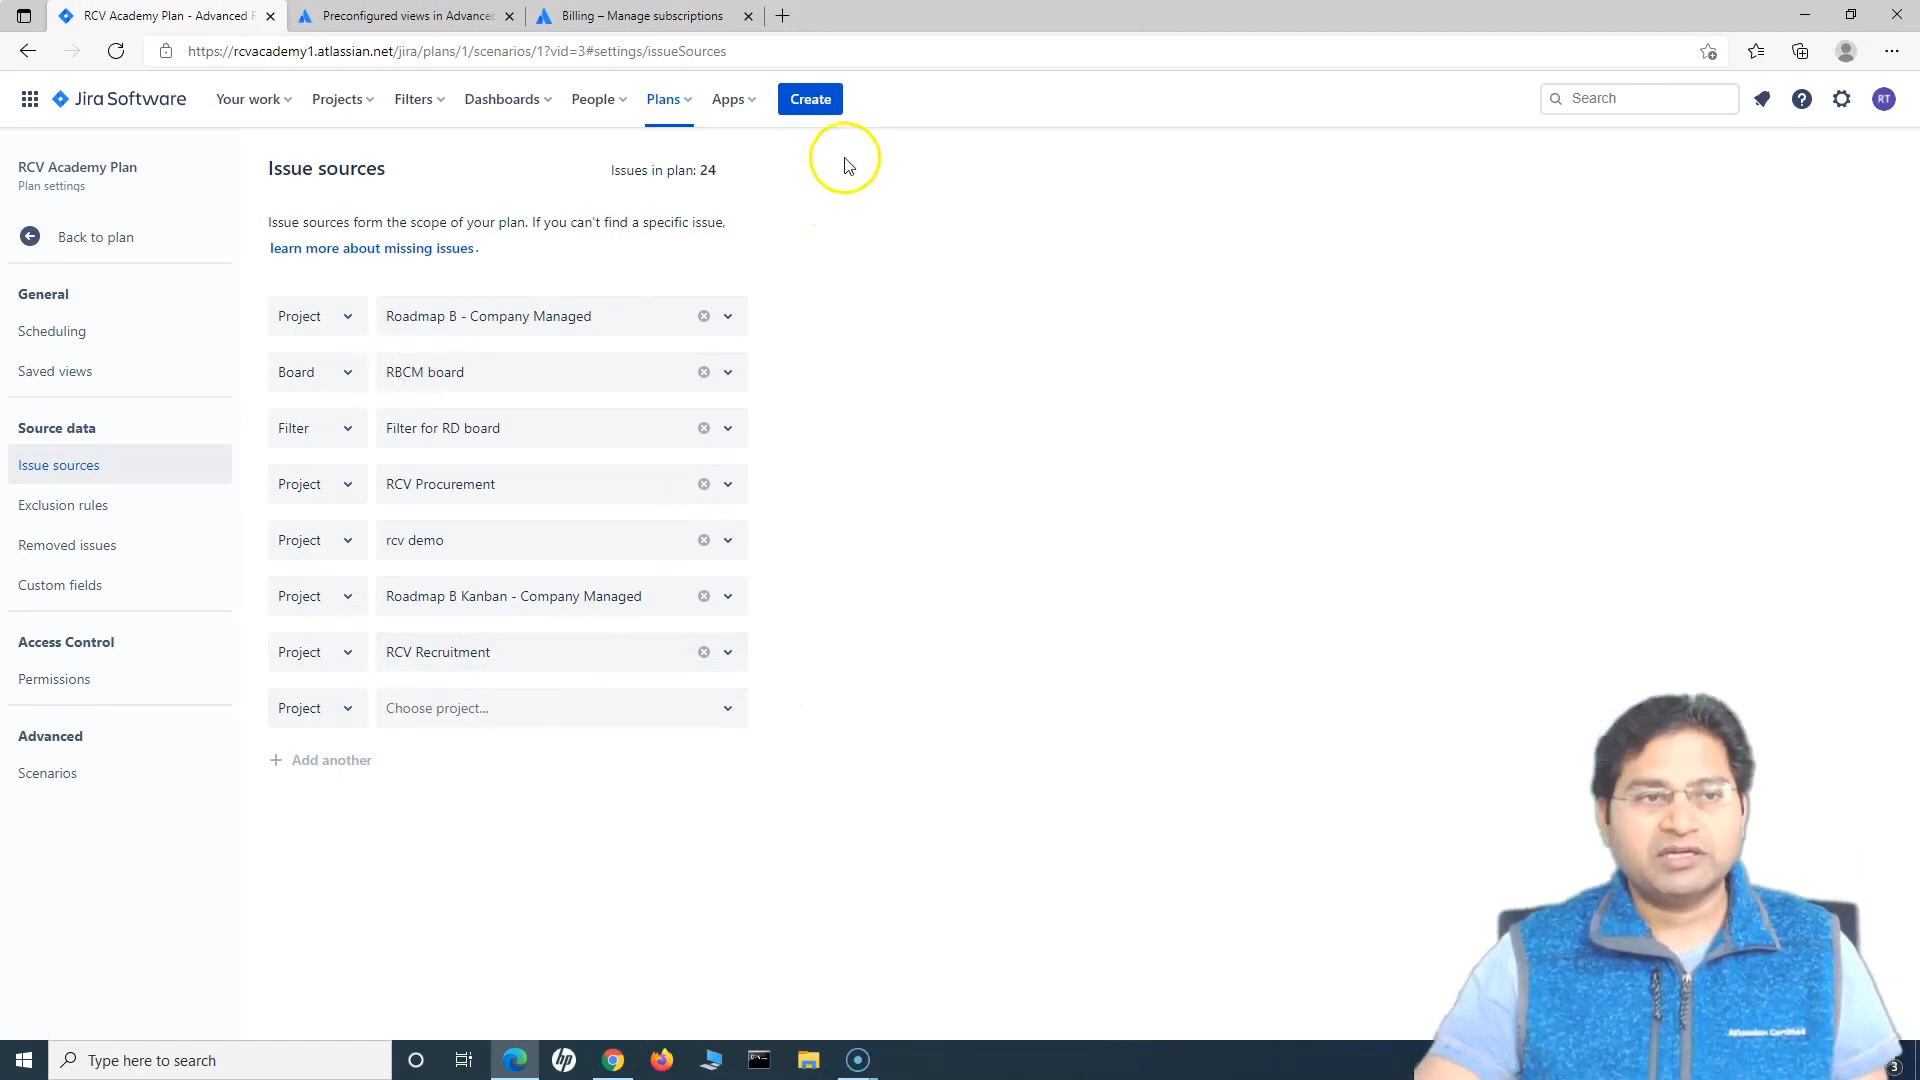 RCV Academy Plan - Advanced R
Preconfigured views in Advance
Billing – Manage subscriptions
https://rcvacademy1.atlassian.net/jira/plans/1/scenarios/1?vid=3#settings/issueSources
Jira Software
Your work
Projects
Filters
Dashboards
People
Plans
Apps
Create
Search
RT
RCV Academy Plan
Plan settings
Back to plan
General
Scheduling
Saved views
Source data
Issue sources
Exclusion rules
Removed issues
Custom fields
Access Control
Permissions
Advanced
Scenarios
Issue sources
Issues in plan: 24
Issue sources form the scope of your plan. If you can't find a specific issue,
learn more about missing issues.
Project Roadmap B - Company Managed
Board RBCM board
Filter Filter for RD board
Project RCV Procurement
Project rcv demo
Project Roadmap B Kanban - Company Managed
Project RCV Recruitment
Project Choose project...
+ Add another
Atlassian Certified
Type here to search
hp
3